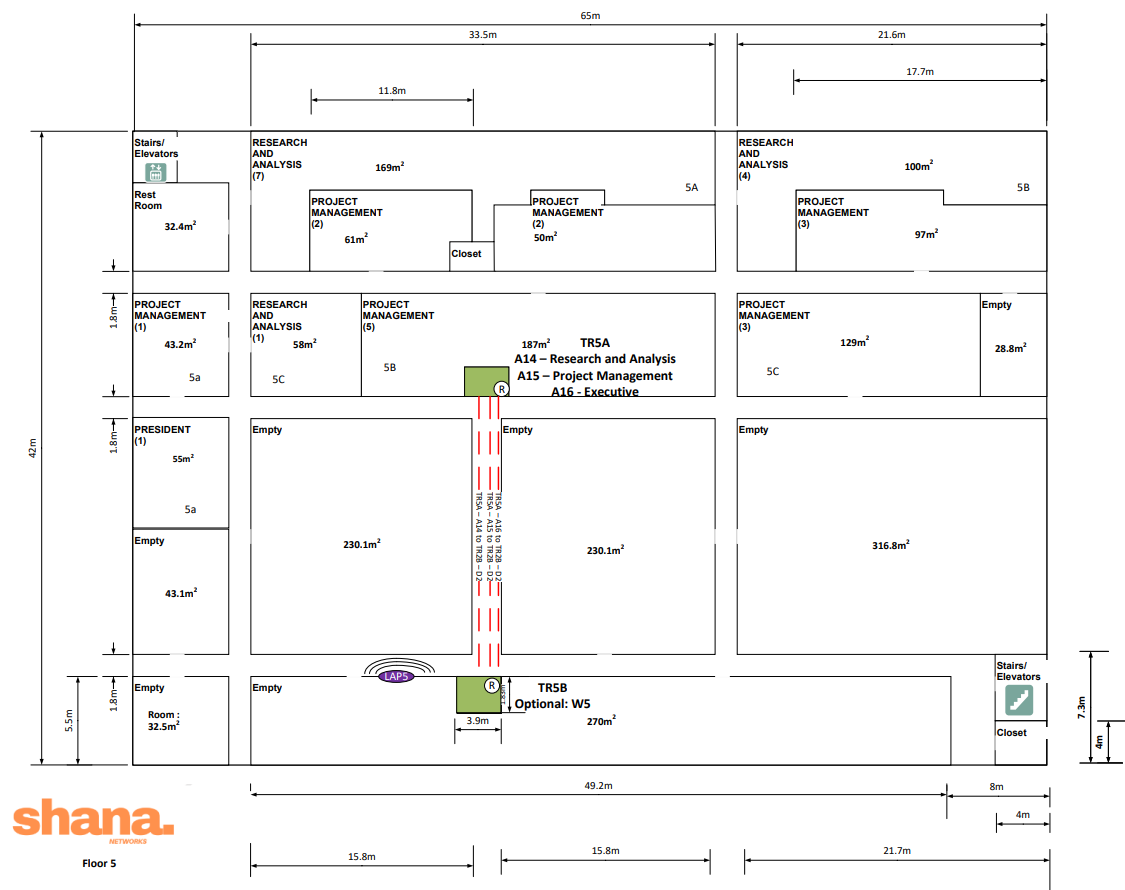 65m
33.5m
21.6m
17.7m
11.8m
42m
Stairs/
Elevators
Rest
Room
32.4m²
RESEARCH
AND
ANALYSIS
(7)
169m²
5A
PROJECT
MANAGEMENT
(2)
61m²
Closet
PROJECT
MANAGEMENT
(2)
50m²
RESEARCH
AND
ANALYSIS
(4)
100m²
5B
PROJECT
MANAGEMENT
(3)
97m²
1.8m
PROJECT
MANAGEMENT
(1)
43.2m²
5a
RESEARCH
AND
ANALYSIS
(1)
58m²
5C
PROJECT
MANAGEMENT
(5)
187m²
5B
TR5A
A14 – Research and Analysis
A15 – Project Management
A16 - Executive
R
PROJECT
MANAGEMENT
(3)
129m²
5C
Empty
28.8m²
1.8m
PRESIDENT
(1)
55m²
5a
Empty
43.1m²
Empty
230.1m²
TR5A – A14 to TR2B – D2
TR5A – A15 to TR2B – D2
TR5A – A16 to TR2B – D2
Empty
230.1m²
Empty
316.8m²
LAP5
5.5m
1.8m
Empty
Room :
32.5m²
Empty
R
3.9m
TR5B
Optional: W5
270m²
Stairs/
Elevators
Closet
7.3m
4m
49.2m
8m
4m
shana.
NETWORKS
Floor 5
15.8m
15.8m
21.7m